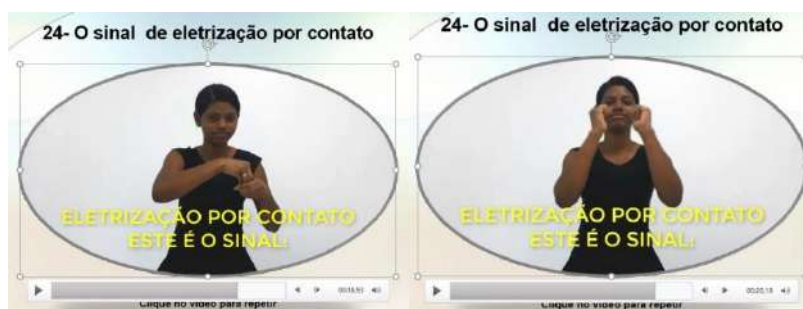 24- O sinal de eletrização por contato
ELETRIZAÇÃO POR CONTATO
ESTE É O SINAL:
Clique no vídeo para repetir
24- O sinal de eletrização por contato
ELETRIZAÇÃO POR CONTATO
ESTE É O SINAL:
Clique no vídeo para repetir